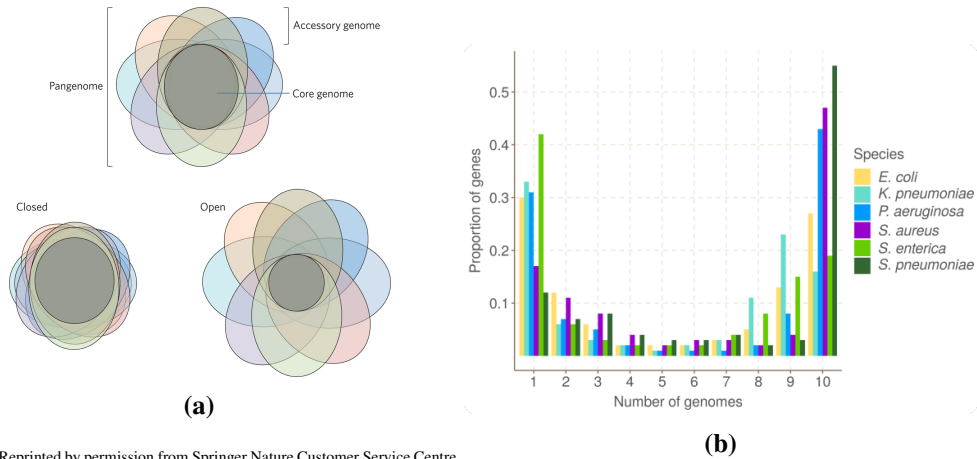 Accessory genome
Pangenome
Core genome
Closed
Open
(a)
Proportion of genes
0.5
0.4
0.3
0.2
0.1
1 2 3 4 5 6 7 8 9 10
Number of genomes
Species
E. coli
K. pneumoniae
P. aeruginosa
S. aureus
S. enterica
S. pneumoniae
(b)
Reprinted by permission from Springer Nature Customer Service Centre